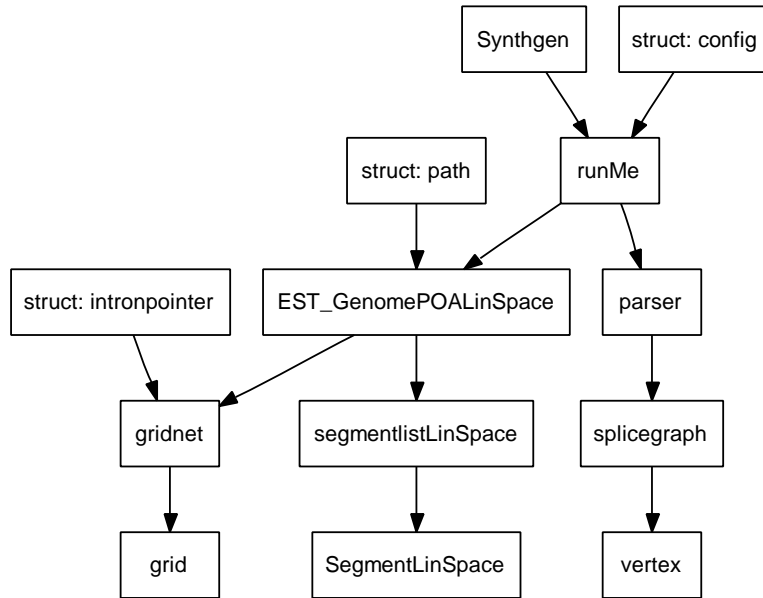 Synthgen
struct: config
struct: path
runMe
struct: intronpointer
EST_GenomePOALinSpace
parser
gridnet
segmentlistLinSpace
splicegraph
grid
SegmentLinSpace
vertex